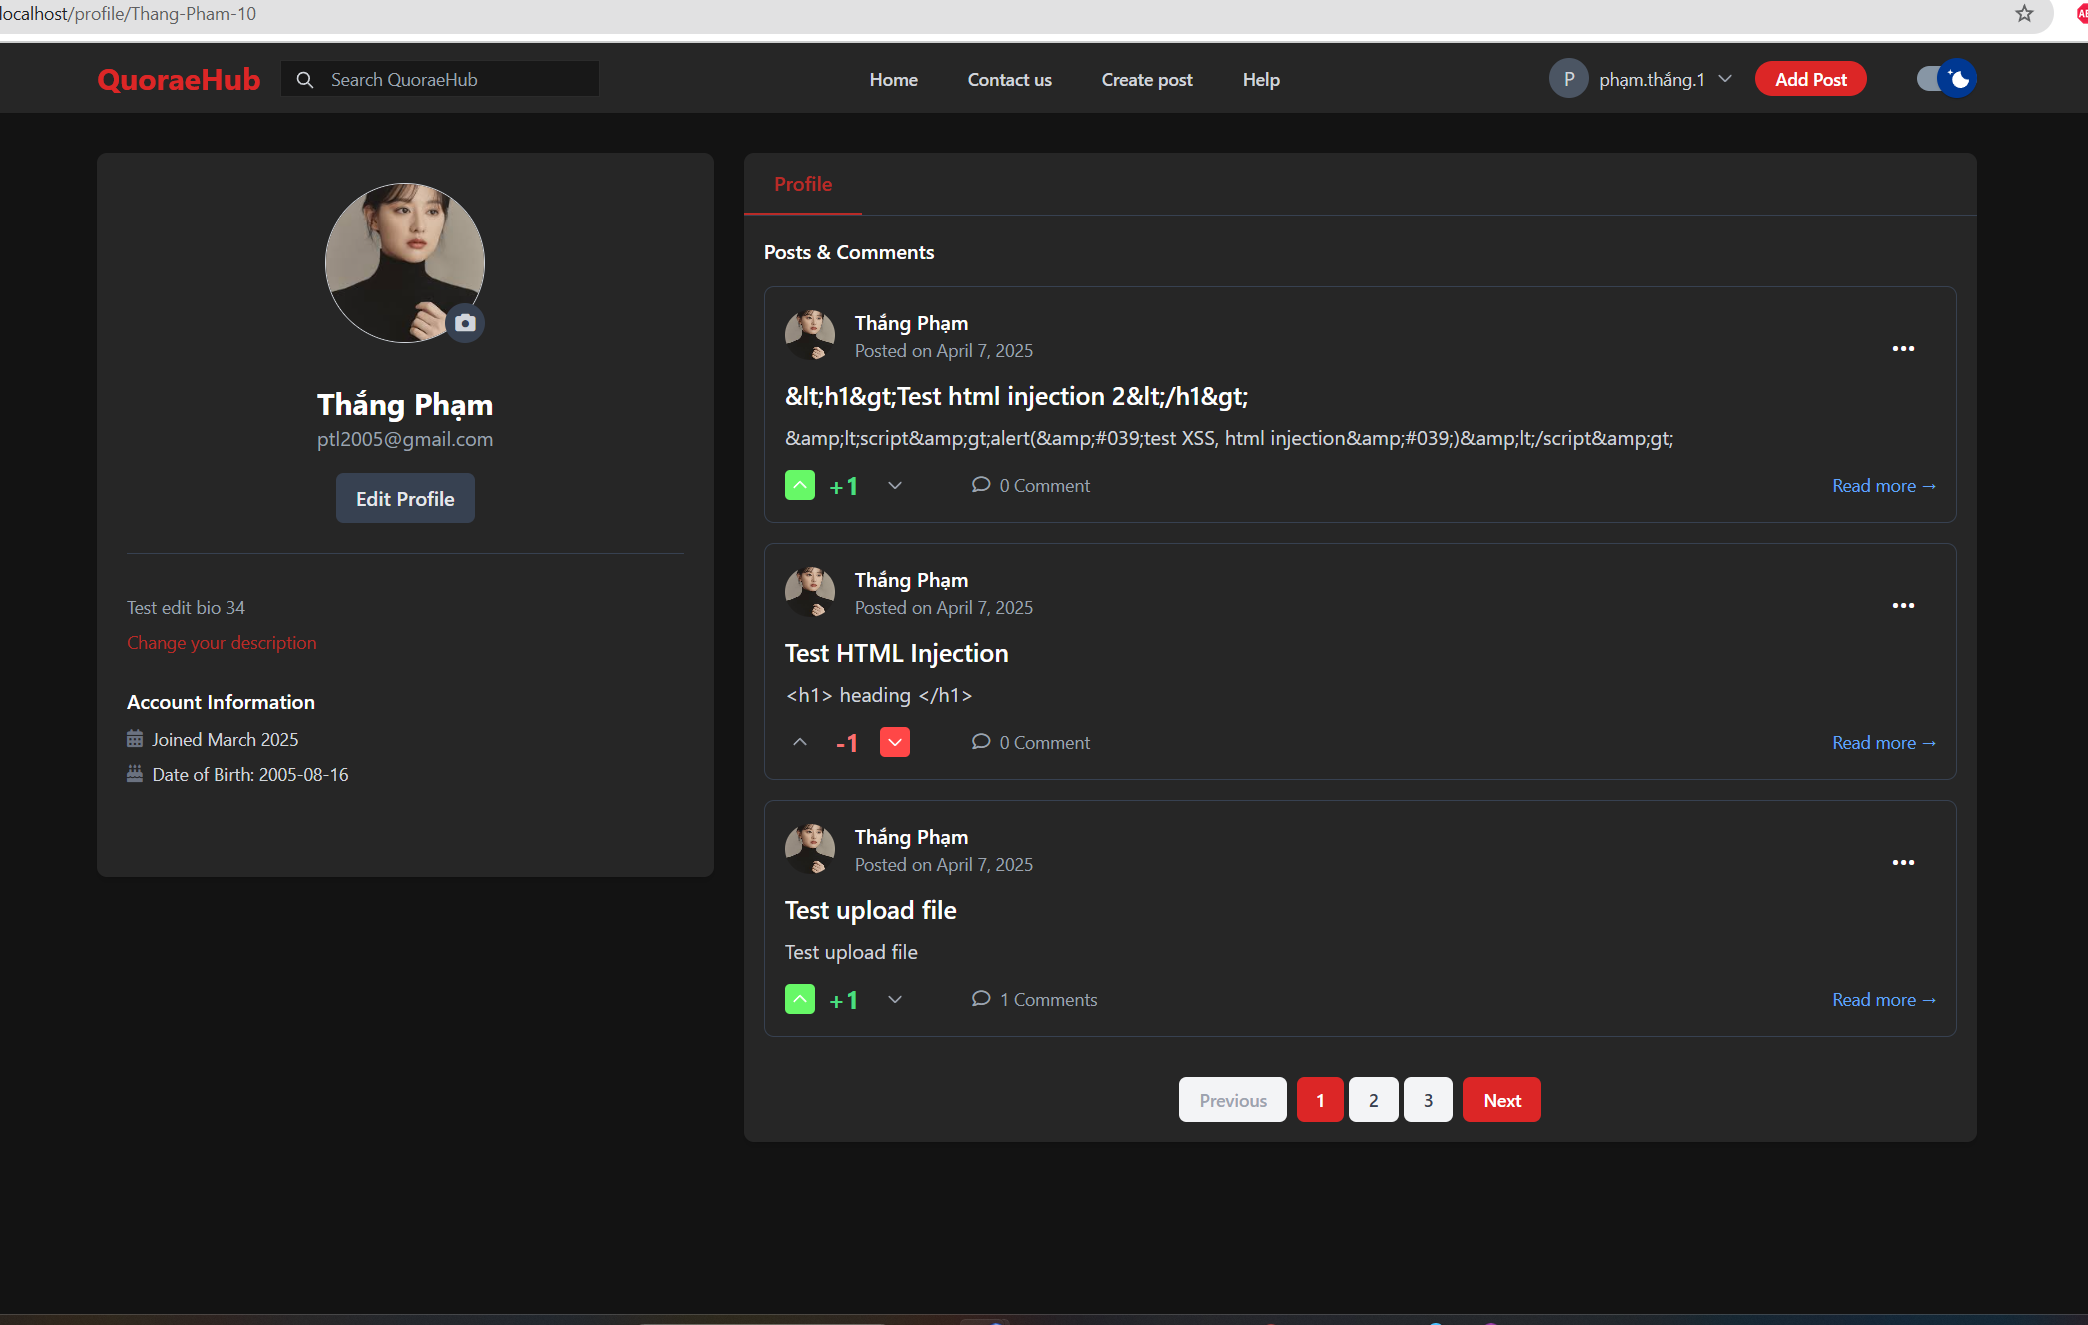 localhost/profile/Thang-Pham-10
QuoraeHub
Search QuoraeHub
Home
Contact us
Create post
Help
P
phạm.thắng.1
Add Post
Thắng Phạm
ptl2005@gmail.com
Edit Profile
Test edit bio 34
Change your description
Account Information
Joined March 2025
Date of Birth: 2005-08-16
Profile
Posts & Comments
Thắng Phạm
Posted on April 7, 2025
&lt;h1&gt;Test html injection 2&lt;/h1&gt;
&amp;lt;script&amp;gt;alert(&amp;#039;test XSS, html injection&amp;#039;)&amp;lt;/script&amp;gt;
+1
0 Comment
Read more →
Thắng Phạm
Posted on April 7, 2025
Test HTML Injection
<h1> heading </h1>
-1
0 Comment
Read more →
Thắng Phạm
Posted on April 7, 2025
Test upload file
Test upload file
+1
1 Comments
Read more →
Previous
1
2
3
Next